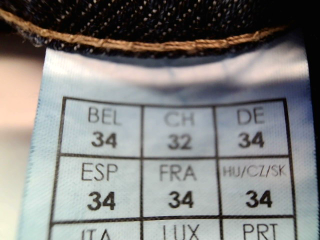 BEL CH DE
34 32 34
ESP FRA HU/CZ/SK
34 34 34
ITA LUX PRT